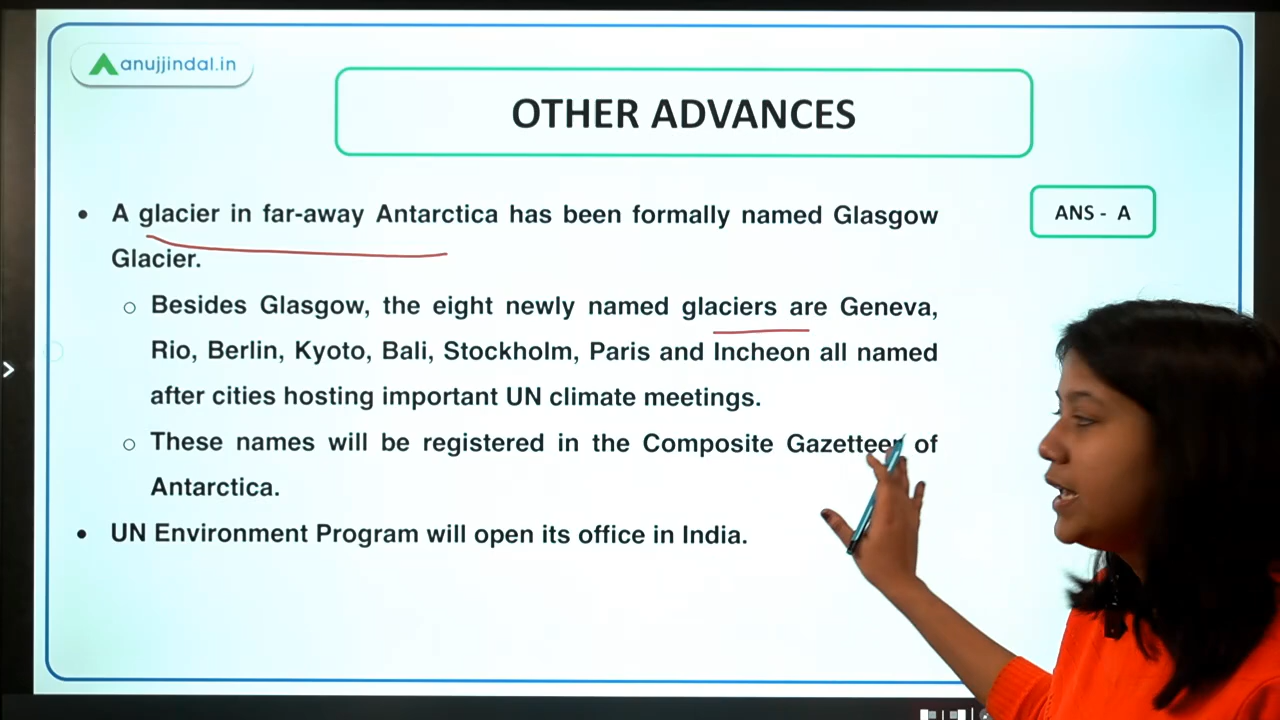 anujjindal.in
OTHER ADVANCES
• A glacier in far-away Antarctica has been formally named Glasgow
Glacier.
ANS - A
○ Besides Glasgow, the eight newly named glaciers are Geneva,
Rio, Berlin, Kyoto, Bali, Stockholm, Paris and Incheon all named
after cities hosting important UN climate meetings.
○ These names will be registered in the Composite Gazetteer of
Antarctica.
• UN Environment Program will open its office in India.